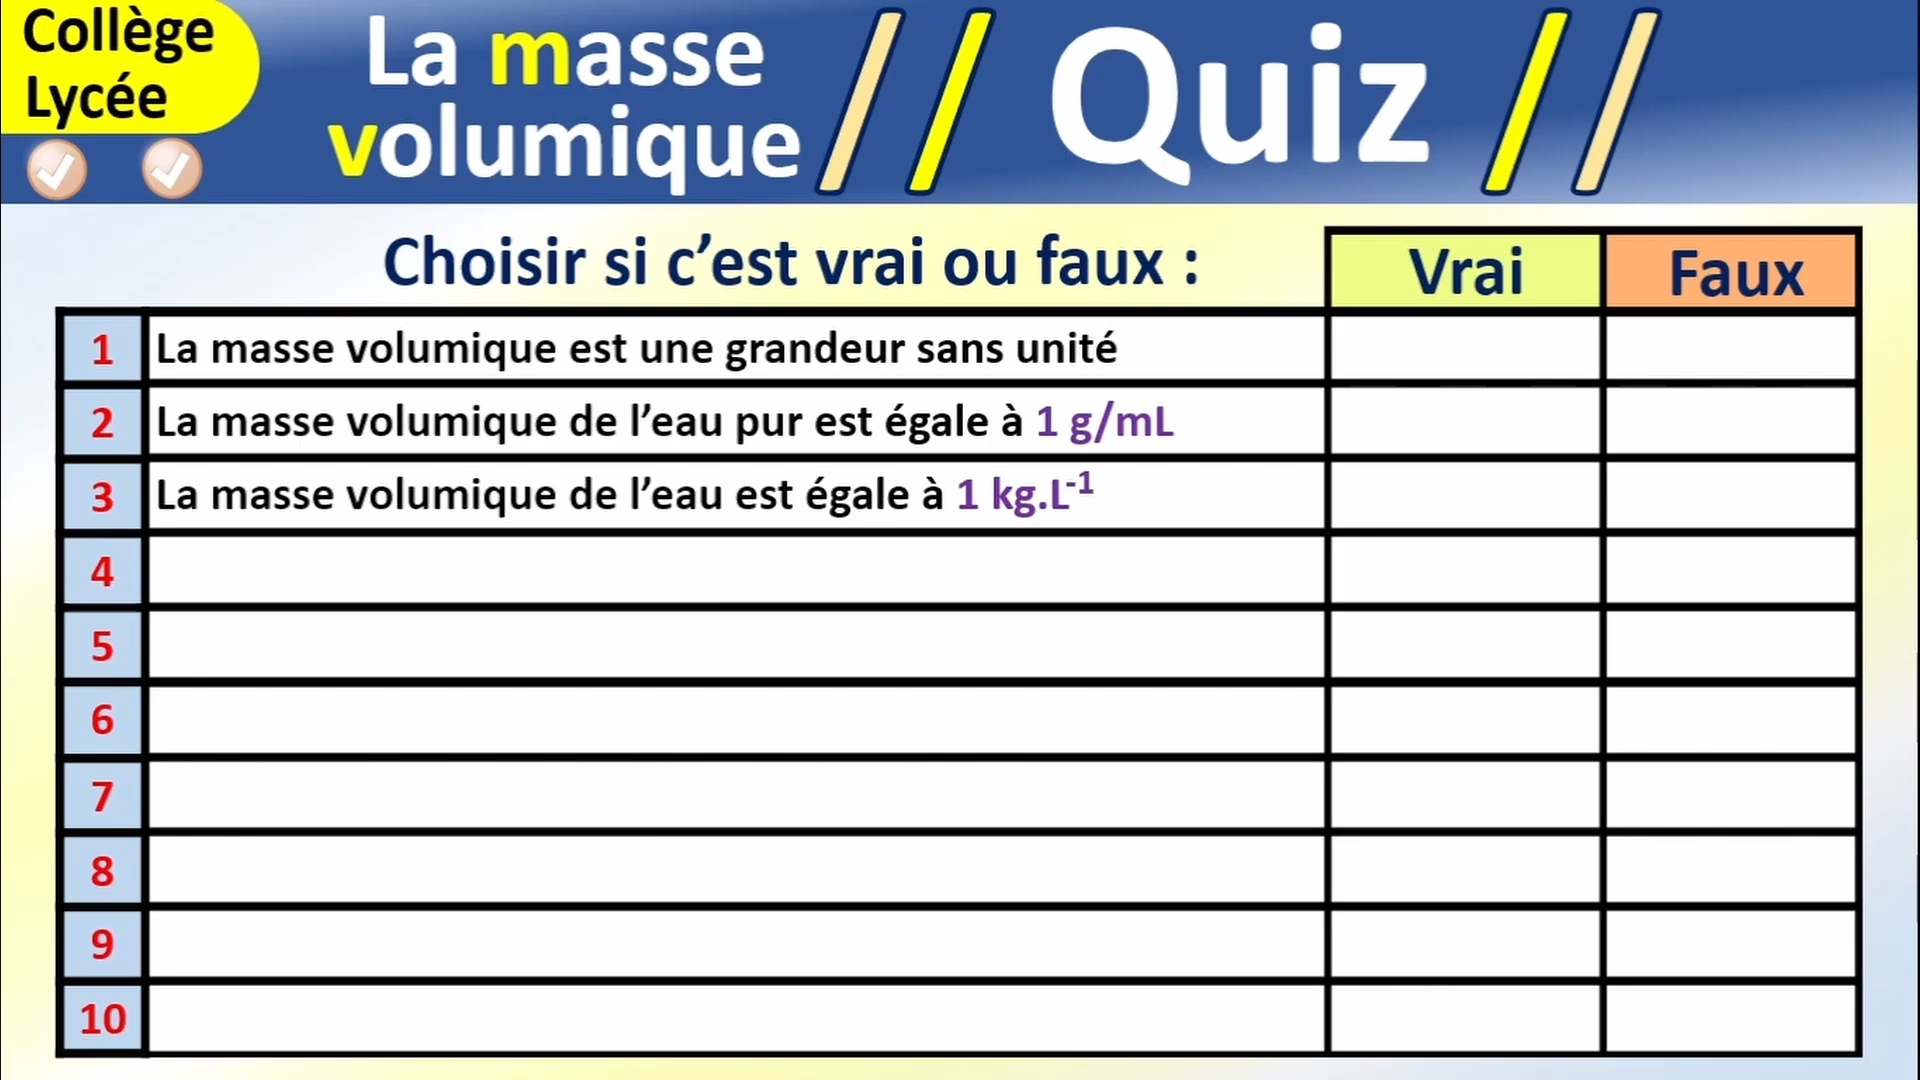 Collège
Lycée
La masse
volumique
Quiz
Choisir si c’est vrai ou faux :
Vrai
Faux
1
La masse volumique est une grandeur sans unité
2
La masse volumique de l’eau pur est égale à 1 g/mL
3
La masse volumique de l’eau est égale à 1 kg.L⁻¹
4
5
6
7
8
9
10